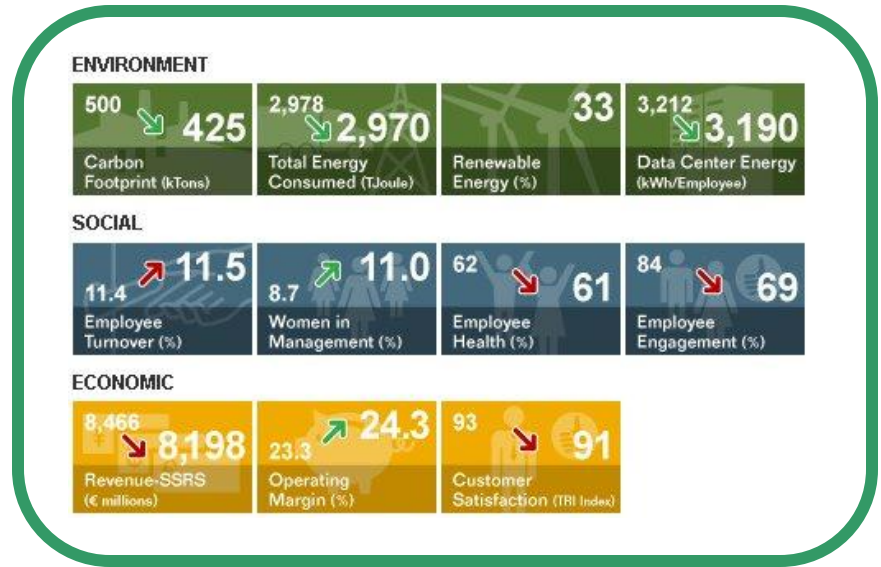 ENVIRONMENT
500 425
Carbon
Footprint (kTons)
2,978 2,970
Total Energy
Consumed (TJoule)
33
Renewable
Energy (%)
3,212 3,190
Data Center Energy
(kWh/Employee)
SOCIAL
11.4 11.5
Employee
Turnover (%)
8.7 11.0
Women in
Management (%)
62 61
Employee
Health (%)
84 69
Employee
Engagement (%)
ECONOMIC
8,466 8,198
Revenue-SSRS
(€ millions)
23.3 24.3
Operating
Margin (%)
93 91
Customer
Satisfaction (TRI Index)